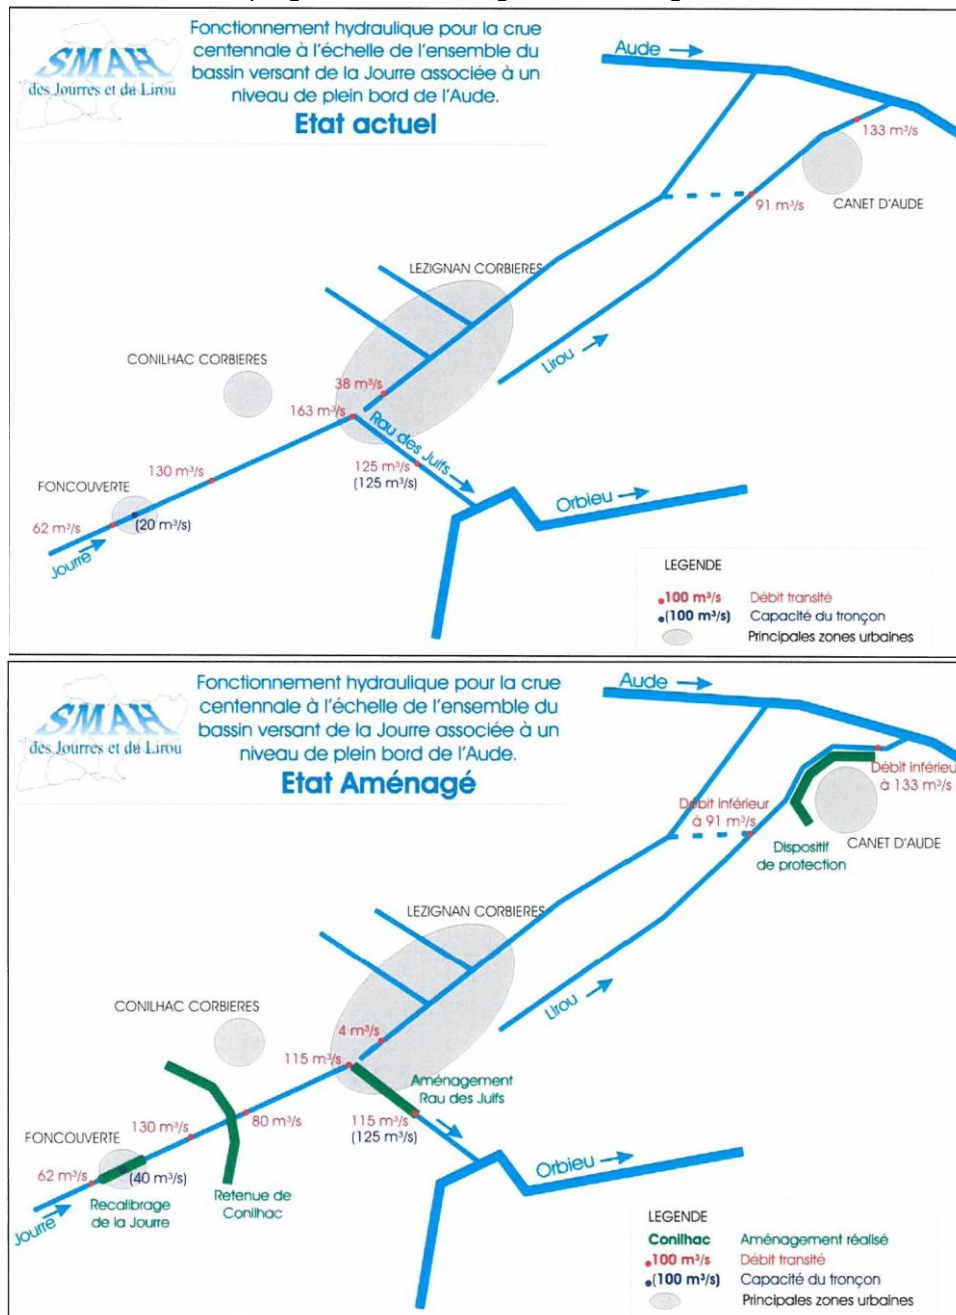 SMAH
des Jourres et du Lirou
Fonctionnement hydraulique pour la crue
centennale à l'échelle de l'ensemble du
bassin versant de la Jourre associée à un
niveau de plein bord de l'Aude.
Etat actuel
Aude
133 m³/s
CANET D'AUDE
91 m³/s
LEZIGNAN CORBIERES
Lirou
CONILHAC CORBIERES
38 m³/s
163 m³/s
Rau des Juifs
130 m³/s
125 m³/s
(125 m³/s)
FONCOUVERTE
Orbieu
62 m³/s
(20 m³/s)
Jourre
LEGENDE
100 m³/s Débit transité
(100 m³/s) Capacité du tronçon
Principales zones urbaines
SMAH
des Jourres et du Lirou
Fonctionnement hydraulique pour la crue
centennale à l'échelle de l'ensemble du
bassin versant de la Jourre associée à un
niveau de plein bord de l'Aude.
Etat Aménagé
Aude
Débit inférieur
à 133 m³/s
Débit inférieur
à 91 m³/s
CANET D'AUDE
Dispositif
de protection
LEZIGNAN CORBIERES
Lirou
CONILHAC CORBIERES
4 m³/s
115 m³/s
Aménagement
Rau des Juifs
130 m³/s
80 m³/s
115 m³/s
(125 m³/s)
FONCOUVERTE
Orbieu
62 m³/s
(40 m³/s)
Recalibrage
de la Jourre
Retenue de
Conilhac
Jourre
LEGENDE
Conilhac Aménagement réalisé
100 m³/s Débit transité
(100 m³/s) Capacité du tronçon
Principales zones urbaines